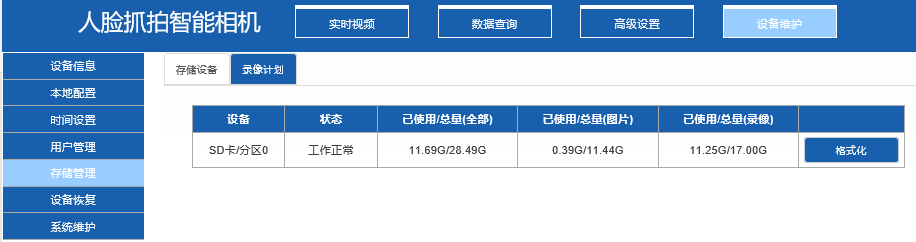 人脸抓拍智能相机
实时视频 数据查询 高级设置 设备维护
设备信息
本地配置
时间设置
用户管理
存储管理
设备恢复
系统维护
存储设备 录像计划
设备 状态 已使用/总量(全部) 已使用/总量(图片) 已使用/总量(录像)
SD卡/分区0 工作正常 11.69G/28.49G 0.39G/11.44G 11.25G/17.00G 格式化